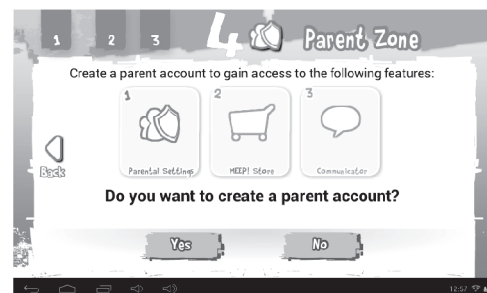 1 2 3 4 Parent Zone
Create a parent account to gain access to the following features:
1 2 3
Parental Settings MEEP! Store Communicator
Back
Do you want to create a parent account?
Yes No
12:57